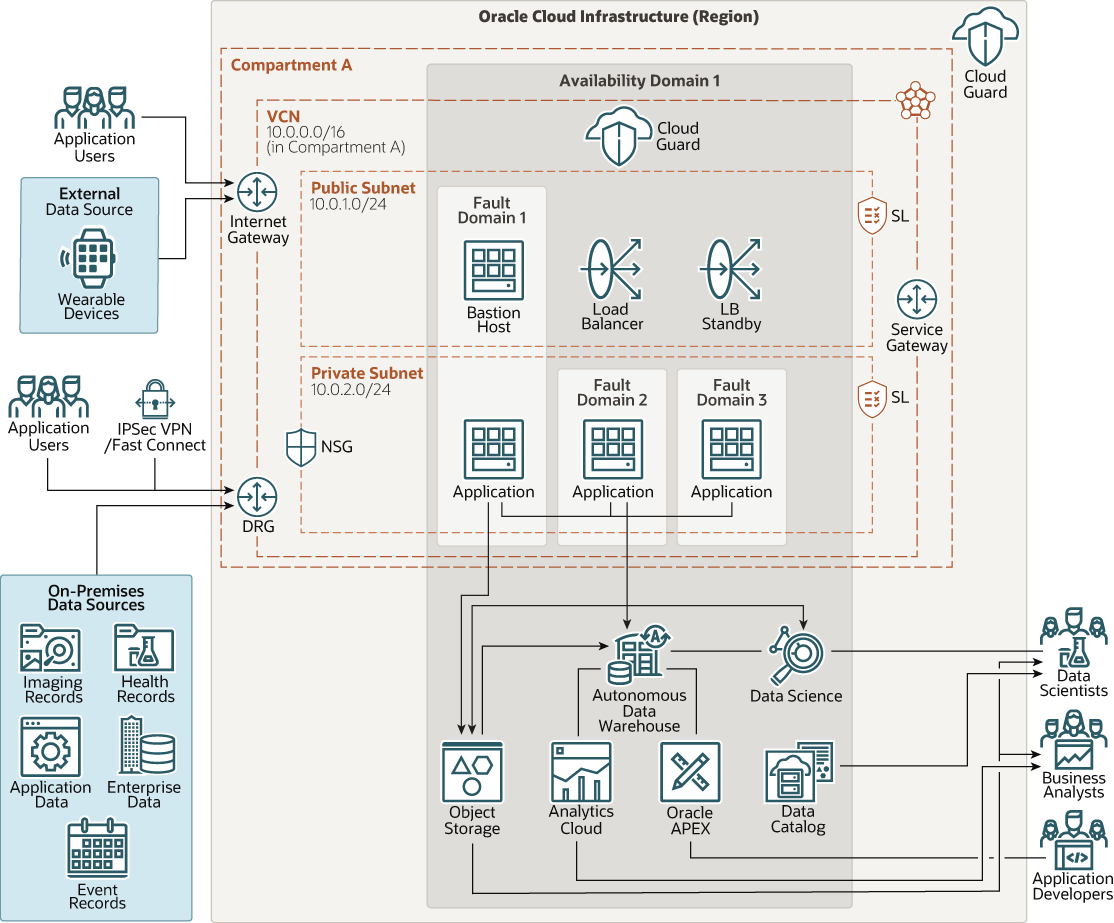 Oracle Cloud Infrastructure (Region)
Cloud
Guard
Compartment A
Availability Domain 1
Cloud
Guard
VCN
10.0.0.0/16
(in Compartment A)
Application
Users
External
Data Source
Wearable
Devices
Internet
Gateway
Public Subnet
10.0.1.0/24
Fault
Domain 1
Bastion
Host
Load
Balancer
LB
Standby
SL
Service
Gateway
Private Subnet
10.0.2.0/24
Fault
Domain 2
Fault
Domain 3
SL
Application
Users
IPSec VPN
/Fast Connect
NSG
DRG
Application
Application
Application
On-Premises
Data Sources
Imaging
Records
Health
Records
Application
Data
Enterprise
Data
Event
Records
A
Autonomous
Data
Warehouse
Data Science
Object
Storage
Analytics
Cloud
Oracle
APEX
Data
Catalog
Data
Scientists
Business
Analysts
</>
Application
Developers